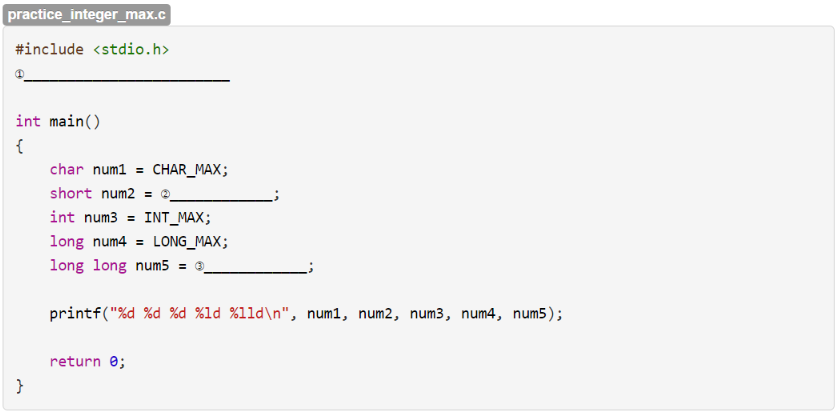 practice_integer_max.c
#include <stdio.h>
①________________________
int main()
{
    char num1 = CHAR_MAX;
    short num2 = ②____________;
    int num3 = INT_MAX;
    long num4 = LONG_MAX;
    long long num5 = ③____________;
    printf("%d %d %d %ld %lld\n", num1, num2, num3, num4, num5);
    return 0;
}